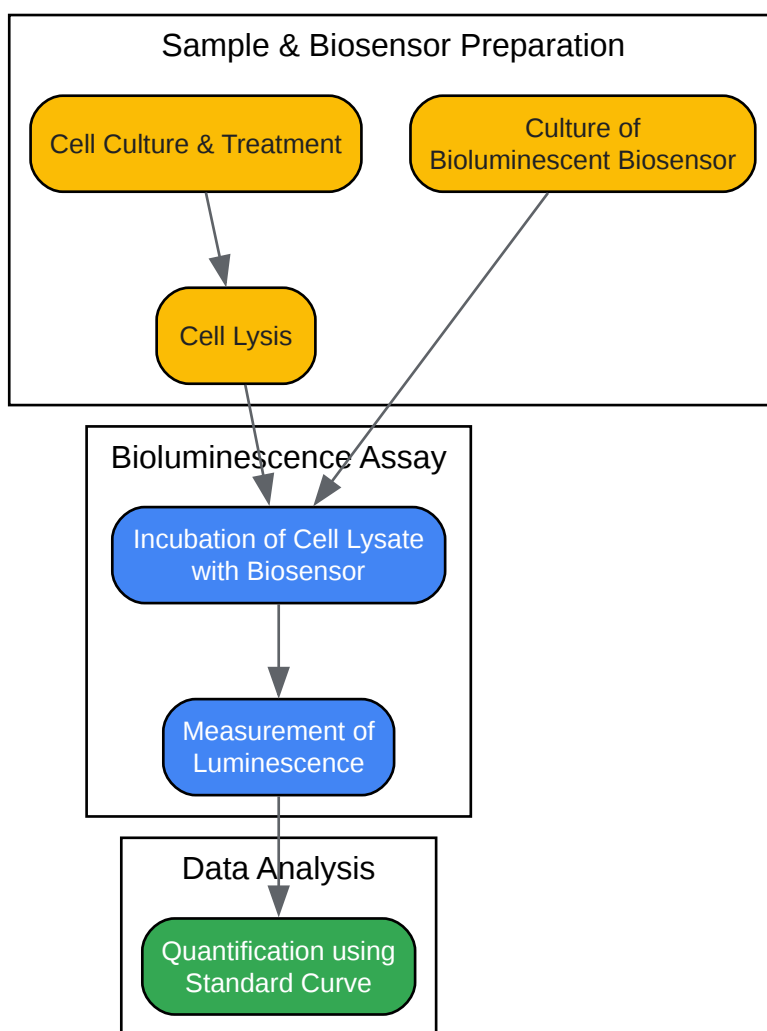 Sample & Biosensor Preparation
Cell Culture & Treatment
Culture of
Bioluminescent Biosensor
Cell Lysis
Bioluminescence Assay
Incubation of Cell Lysate
with Biosensor
Measurement of
Luminescence
Data Analysis
Quantification using
Standard Curve